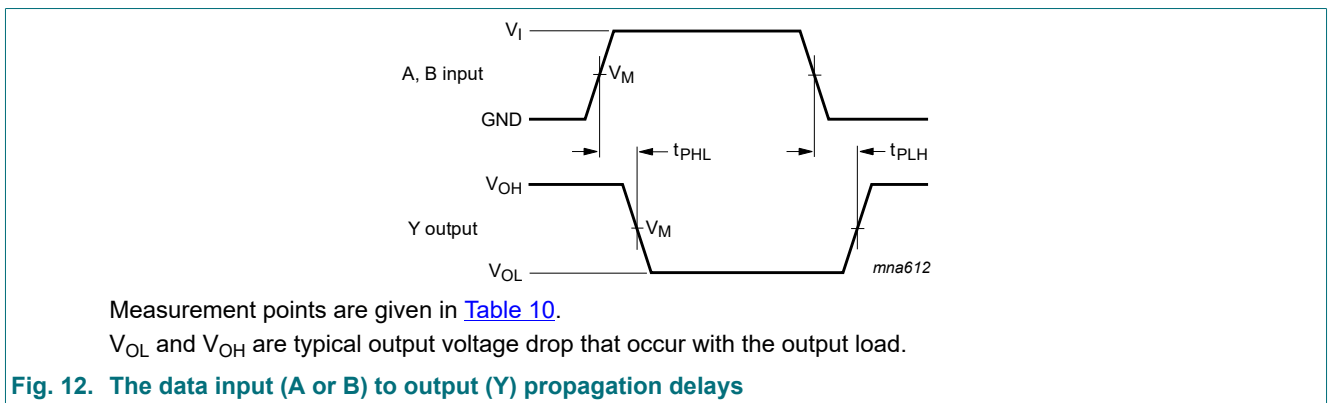 V_I
A, B input
V_M
GND
t_PHL
t_PLH
V_OH
Y output
V_M
V_OL
mna612
Measurement points are given in Table 10.
V_OL and V_OH are typical output voltage drop that occur with the output load.
Fig. 12. The data input (A or B) to output (Y) propagation delays